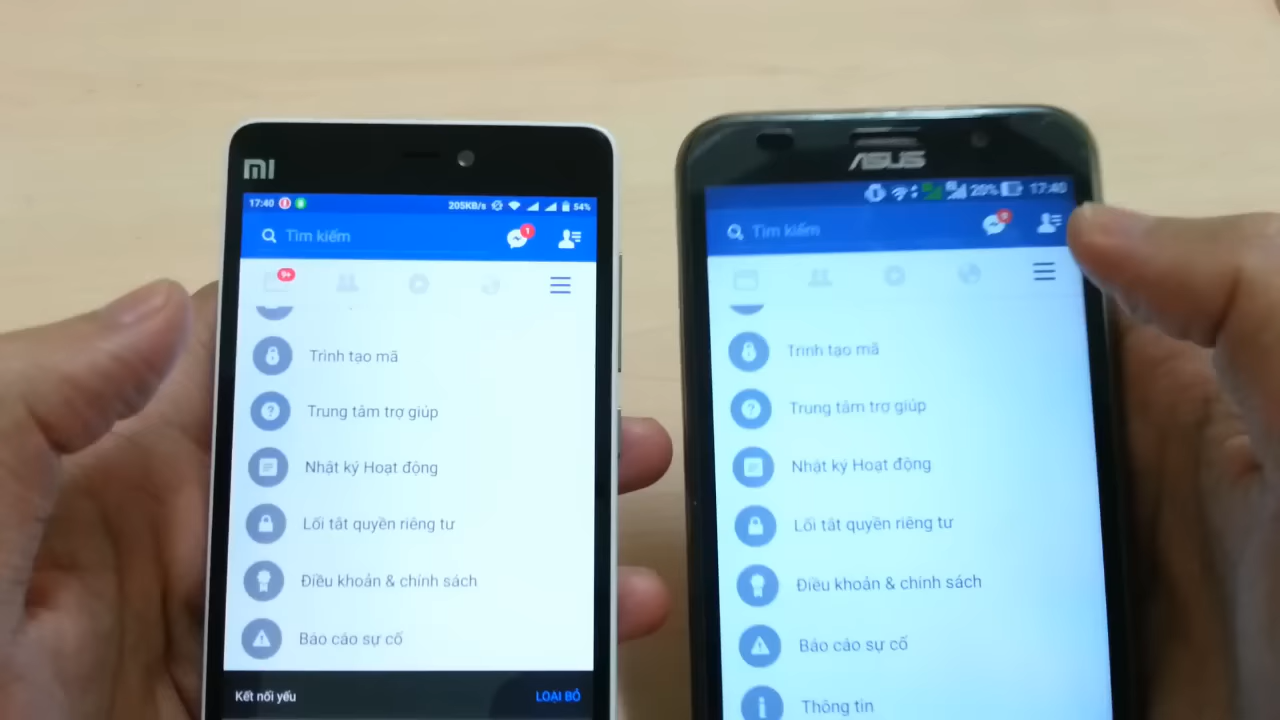 MI
17:40
205KB/s
54%
Tìm kiếm
1
9+
Trình tạo mã
Trung tâm trợ giúp
Nhật ký Hoạt động
Lối tắt quyền riêng tư
Điều khoản & chính sách
Báo cáo sự cố
Kết nối yếu
LOẠI BỎ
ASUS
20%
17:40
Tìm kiếm
Trình tạo mã
Trung tâm trợ giúp
Nhật ký Hoạt động
Lối tắt quyền riêng tư
Điều khoản & chính sách
Báo cáo sự cố
Thông tin